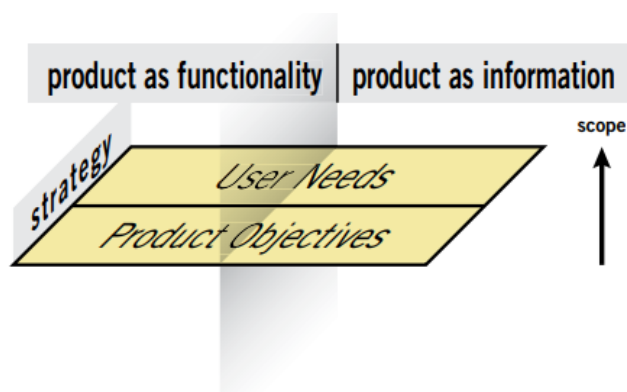 product as functionality
product as information
scope
strategy
User Needs
Product Objectives